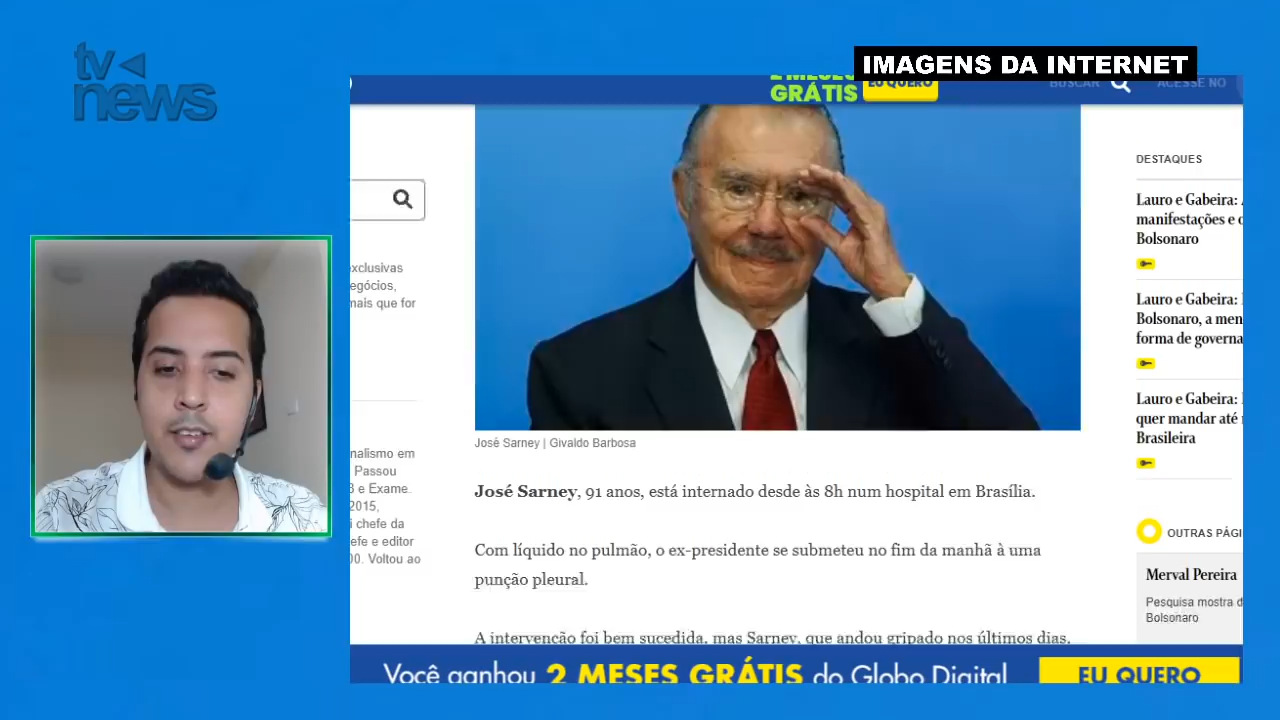 tv
news
IMAGENS DA INTERNET
2 MESES
GRÁTIS
EU QUERO
BUSCAR
ACESSE NO
DESTAQUES
Lauro e Gabeira:
manifestações e o
Bolsonaro
Lauro e Gabeira:
Bolsonaro, a men
forma de governa
Lauro e Gabeira:
quer mandar até
Brasileira
OUTRAS PÁGI
Merval Pereira
Pesquisa mostra d
Bolsonaro
xclusivas
egócios,
mais que for
nalismo em
Passou
e Exame.
2015,
i chefe da
efe e editor
00. Voltou ao
José Sarney | Givaldo Barbosa
José Sarney, 91 anos, está internado desde às 8h num hospital em Brasília.
Com líquido no pulmão, o ex-presidente se submeteu no fim da manhã à uma
punção pleural.
A intervenção foi bem sucedida, mas Sarney, que andou gripado nos últimos dias,
Você ganhou 2 MESES GRÁTIS do Globo Digital
EU QUERO